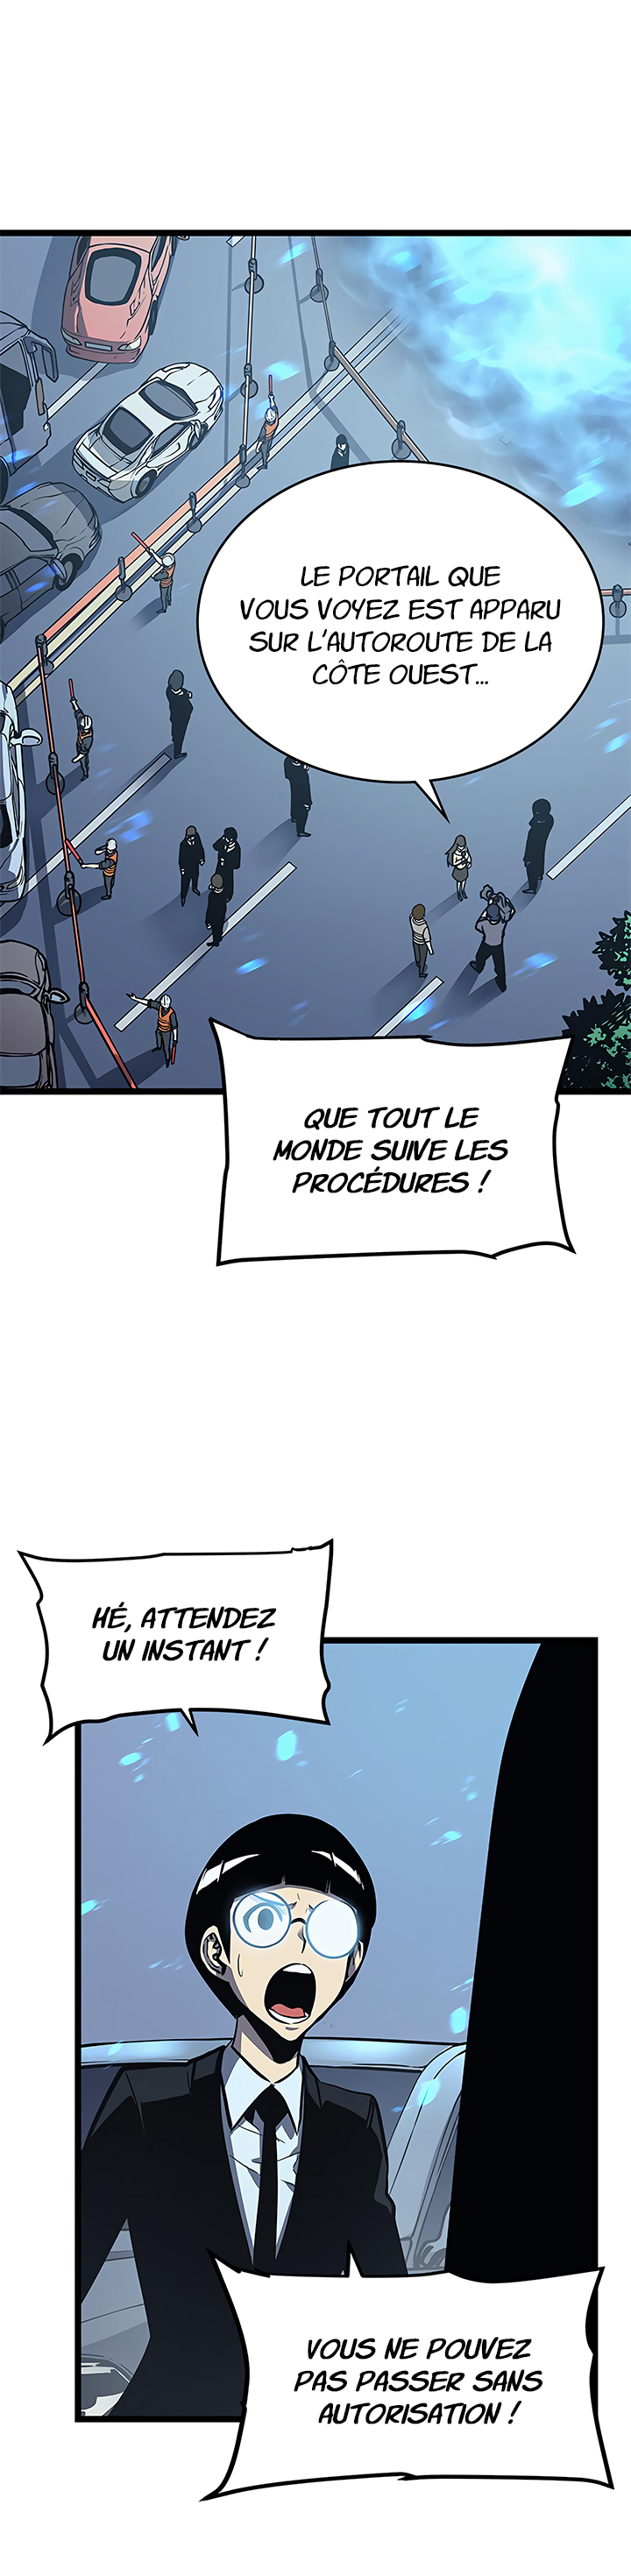 LE PORTAIL QUE
VOUS VOYEZ EST APPARU
SUR L'AUTOROUTE DE LA
CÔTE OUEST...
QUE TOUT LE
MONDE SUIVE LES
PROCÉDURES !
HÉ, ATTENDEZ
UN INSTANT !
VOUS NE POUVEZ
PAS PASSER SANS
AUTORISATION !